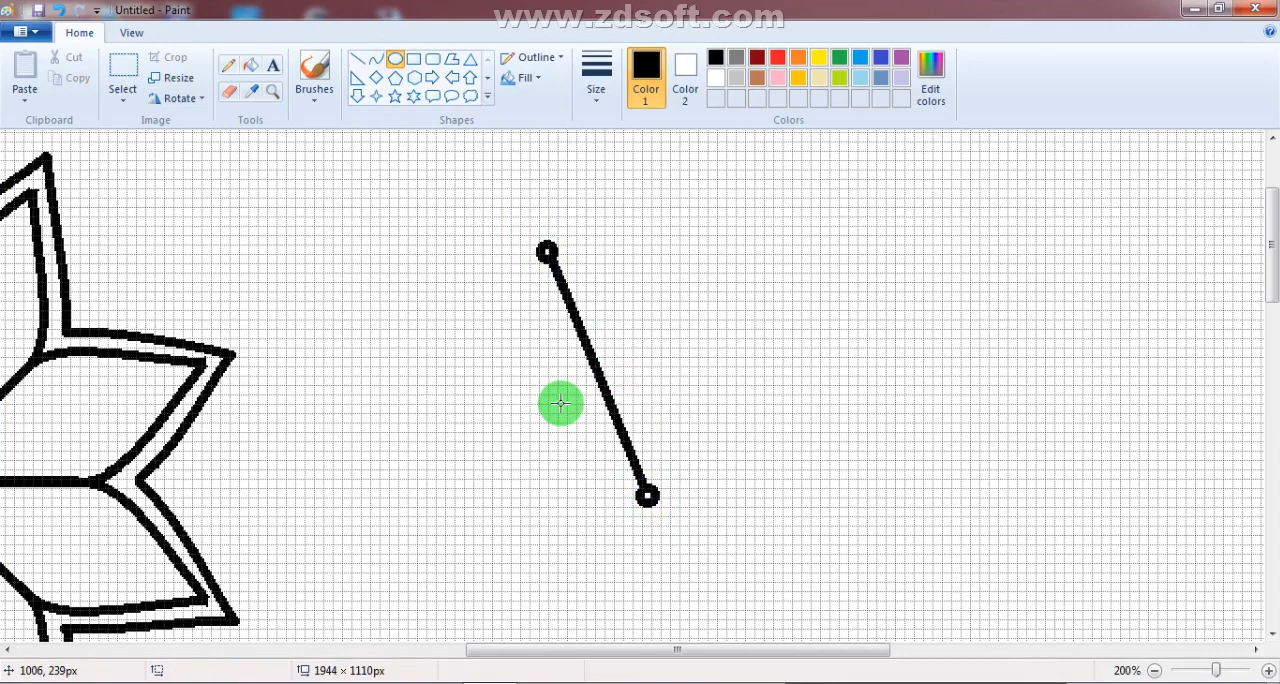 Untitled - Paint
www.zdsoft.com
Home
View
Paste
Cut
Copy
Clipboard
Select
Crop
Resize
Rotate
Image
A
Tools
Brushes
Outline
Fill
Shapes
Size
Color
1
Color
2
Edit
colors
Colors
1006, 239px
1944 × 1110px
200%